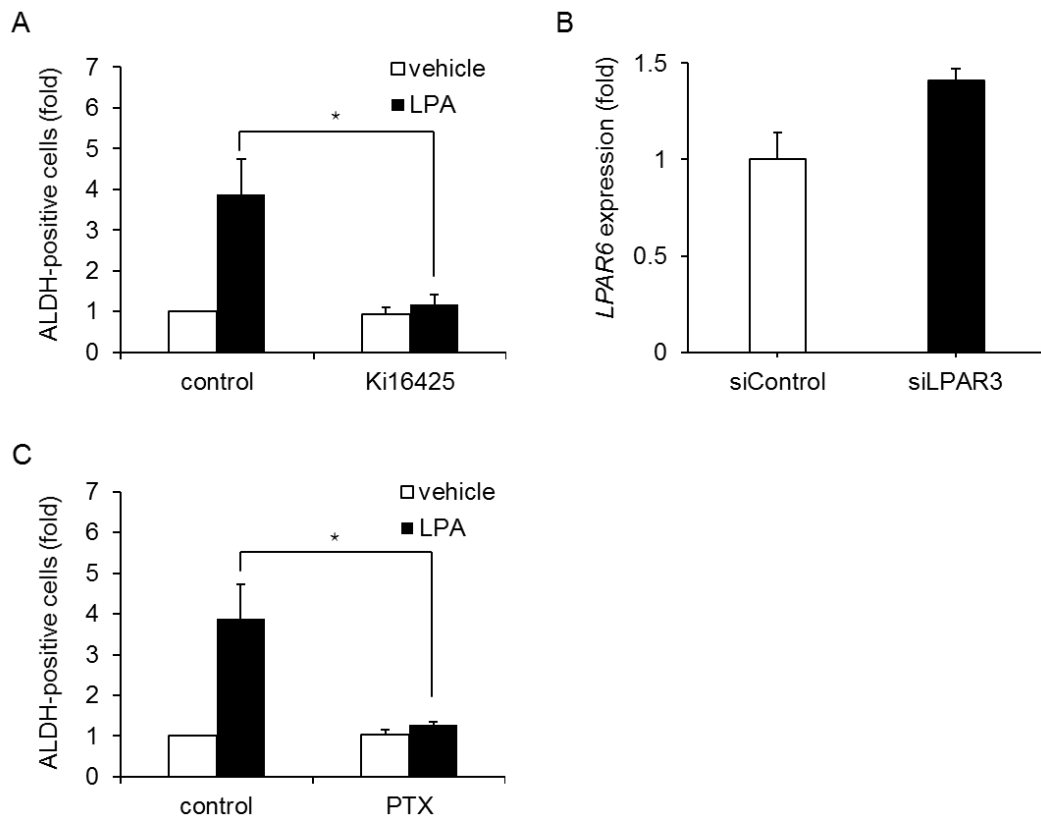 A
ALDH-positive cells (fold)
7
6
5
4
3
2
1
0
vehicle
LPA
*
control
Ki16425
B
LPAR6 expression (fold)
1.5
1
0.5
0
siControl
siLPAR3
C
ALDH-positive cells (fold)
7
6
5
4
3
2
1
0
vehicle
LPA
*
control
PTX